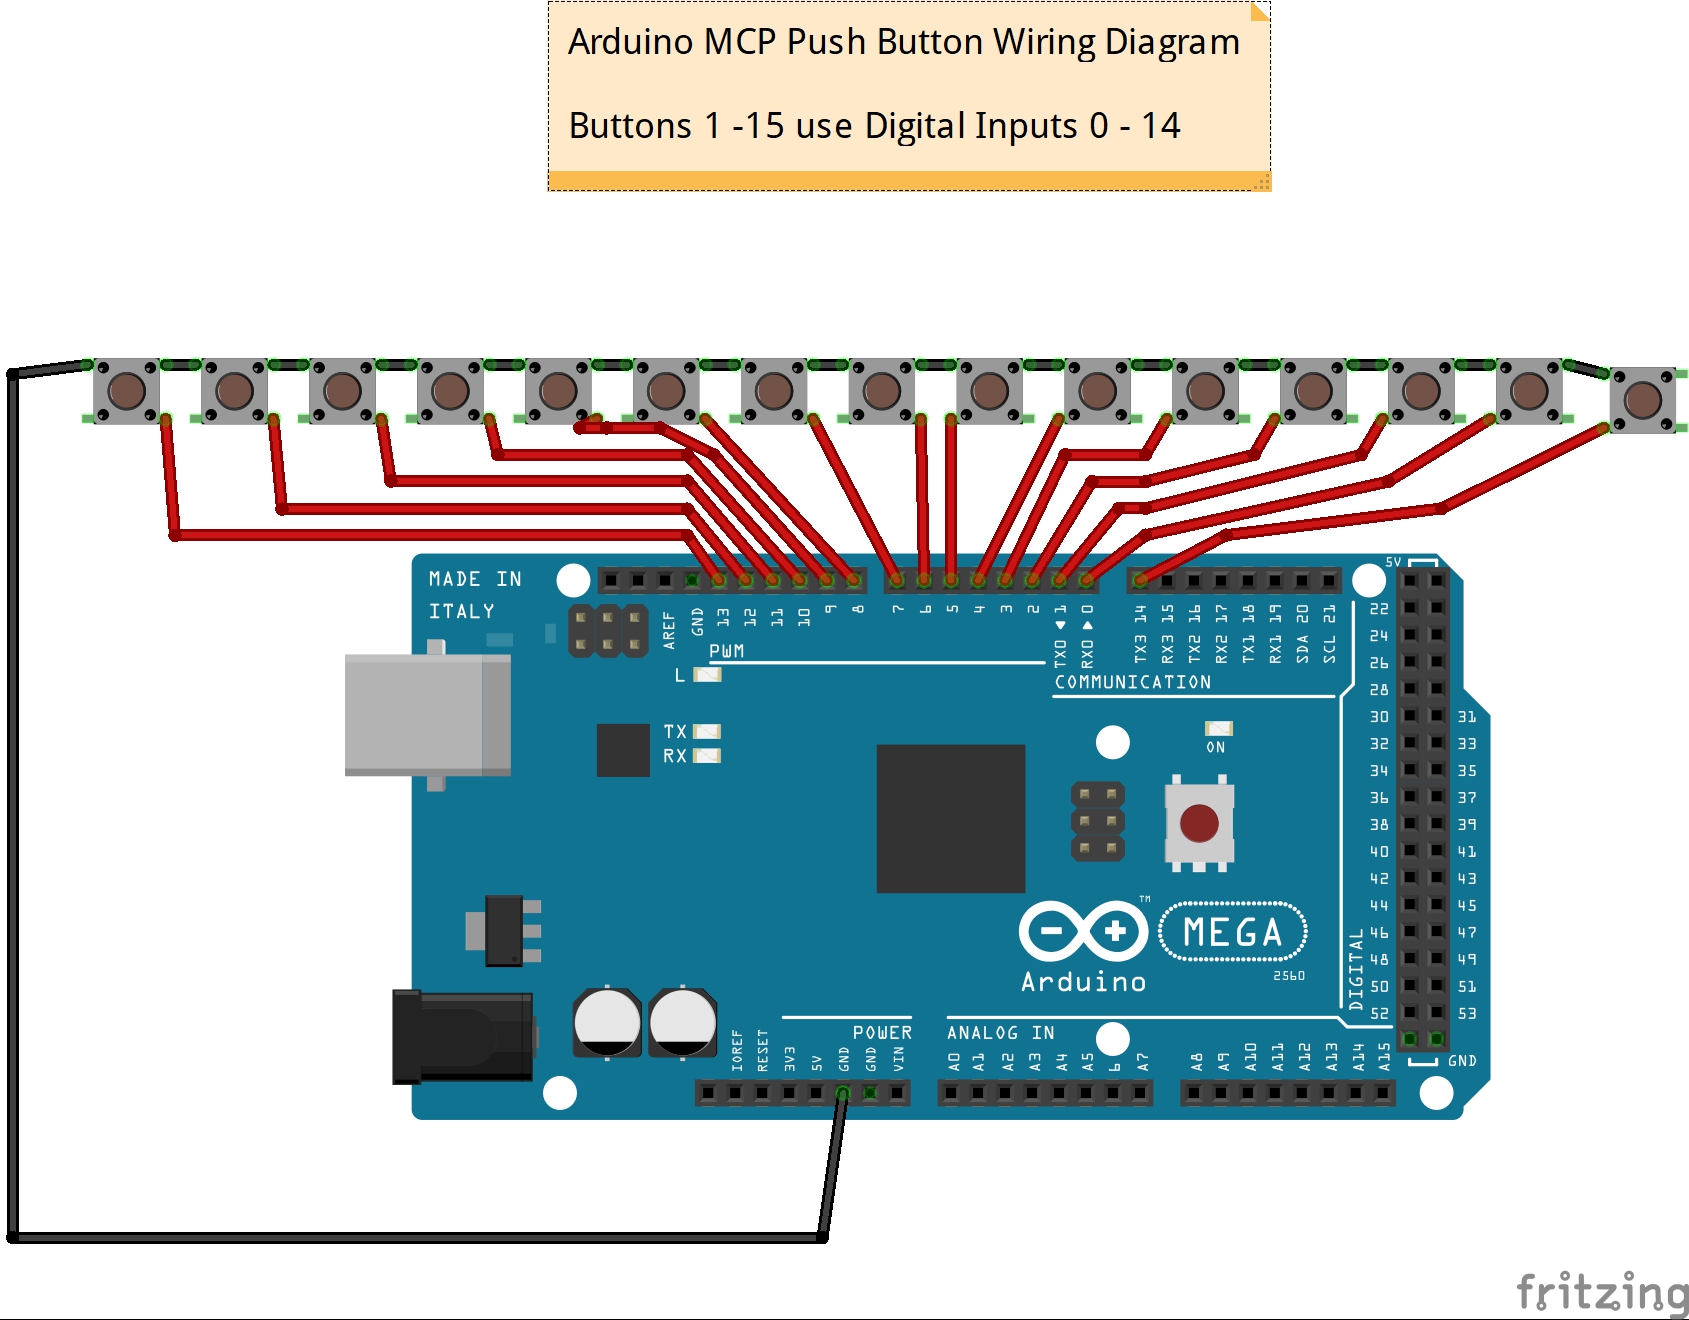 Arduino MCP Push Button Wiring Diagram
Buttons 1 -15 use Digital Inputs 0 - 14
MADE IN
ITALY
AREF
GND
13
12
11
10
9
8
7
6
5
4
3
2
TX0 1
RX0 0
TX3 14
RX3 15
TX2 16
RX2 17
TX1 18
RX1 19
SDA 20
SCL 21
PWM
COMMUNICATION
L
TX
RX
ON
5V
22
24
26
28
30 31
32 33
34 35
36 37
38 39
40 41
42 43
44 45
46 47
48 49
50 51
52 53
GND
DIGITAL
TM
MEGA
2560
Arduino
POWER
ANALOG IN
IOREF
RESET
3V3
5V
GND
GND
VIN
A0
A1
A2
A3
A4
A5
6
A7
A8
A9
A10
A11
A12
A13
A14
A15
fritzing